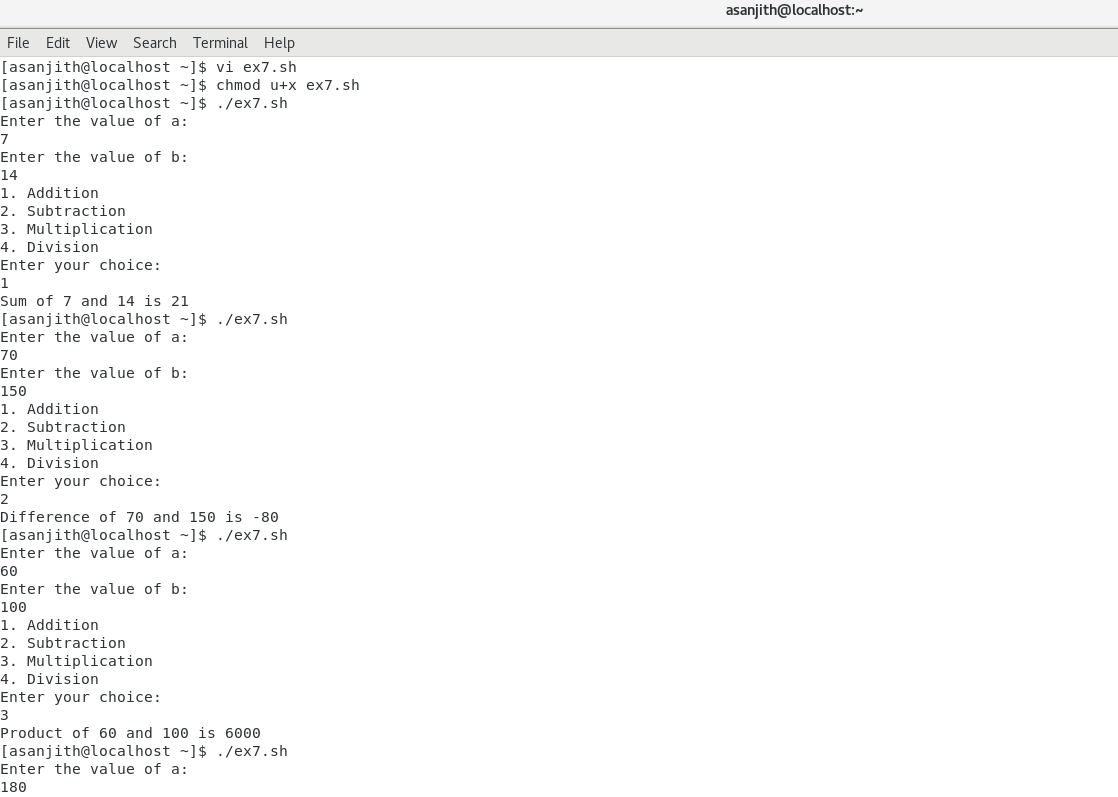 asanjith@localhost:~
File Edit View Search Terminal Help
[asanjith@localhost ~]$ vi ex7.sh
[asanjith@localhost ~]$ chmod u+x ex7.sh
[asanjith@localhost ~]$ ./ex7.sh
Enter the value of a:
7
Enter the value of b:
14
1. Addition
2. Subtraction
3. Multiplication
4. Division
Enter your choice:
1
Sum of 7 and 14 is 21
[asanjith@localhost ~]$ ./ex7.sh
Enter the value of a:
70
Enter the value of b:
150
1. Addition
2. Subtraction
3. Multiplication
4. Division
Enter your choice:
2
Difference of 70 and 150 is -80
[asanjith@localhost ~]$ ./ex7.sh
Enter the value of a:
60
Enter the value of b:
100
1. Addition
2. Subtraction
3. Multiplication
4. Division
Enter your choice:
3
Product of 60 and 100 is 6000
[asanjith@localhost ~]$ ./ex7.sh
Enter the value of a:
180